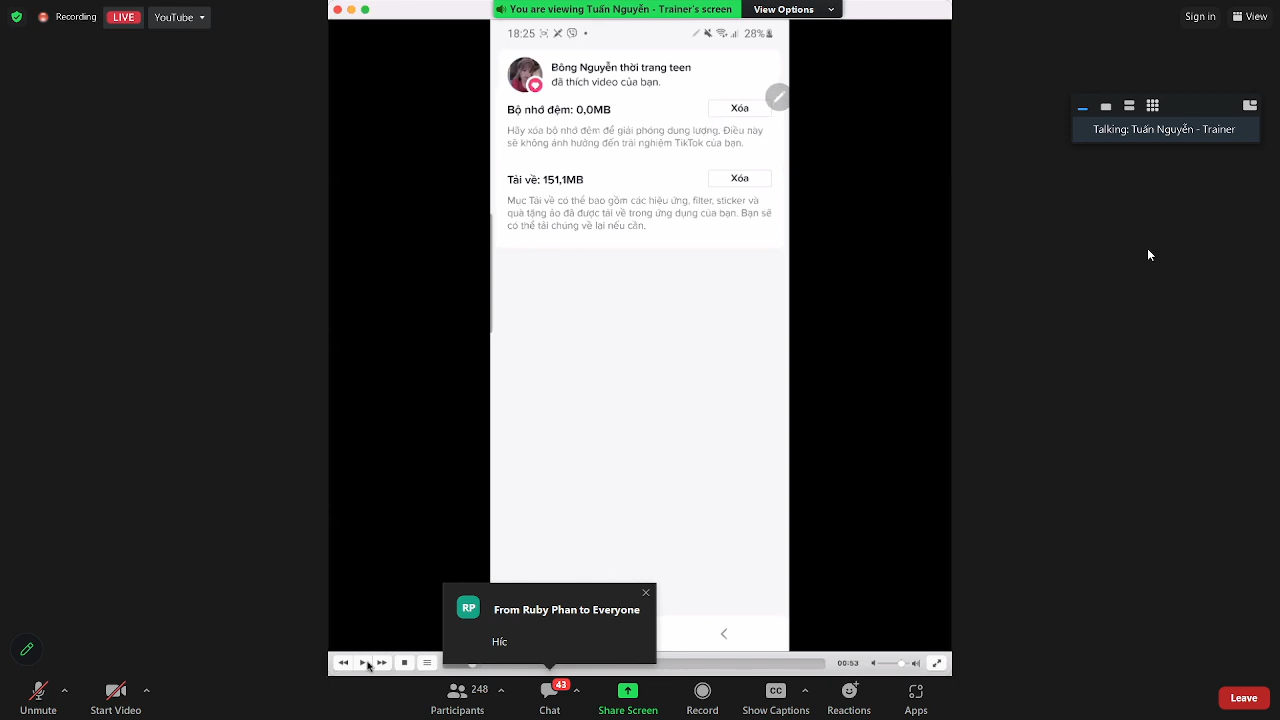 Recording
LIVE
YouTube
You are viewing Tuấn Nguyễn - Trainer's screen
View Options
Sign in
View
18:25
28%
Bông Nguyễn thời trang teen
đã thích video của bạn.
Bộ nhớ đệm: 0,0MB
Xóa
Hãy xóa bộ nhớ đệm để giải phóng dung lượng. Điều này
sẽ không ảnh hưởng đến trải nghiệm TikTok của bạn.
Tải về: 151,1MB
Xóa
Mục Tải về có thể bao gồm các hiệu ứng, filter, sticker và
quà tặng ảo đã được tải về trong ứng dụng của bạn. Bạn sẽ
có thể tải chúng về lại nếu cần.
Talking: Tuấn Nguyễn - Trainer
RP
From Ruby Phan to Everyone
Híc
00:53
Unmute
Start Video
248
Participants
43
Chat
Share Screen
Record
CC
Show Captions
Reactions
Apps
Leave